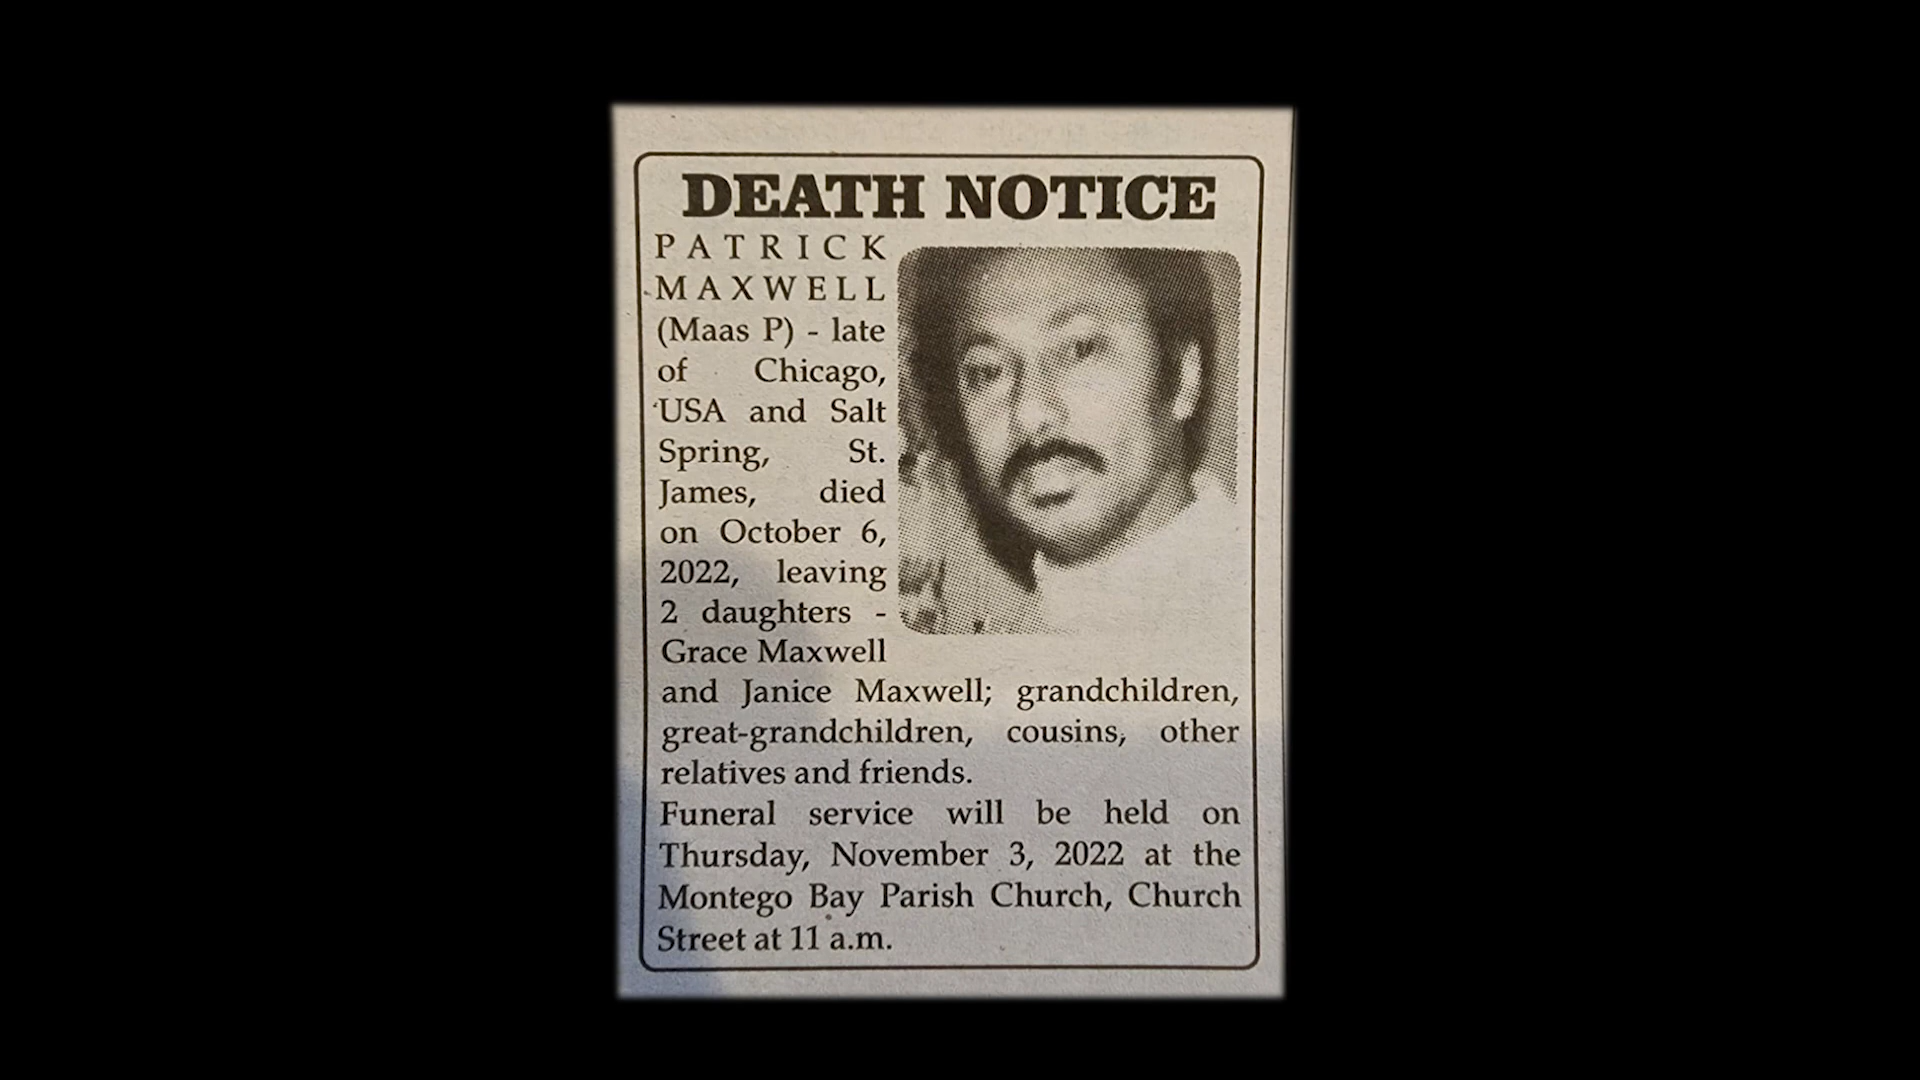 DEATH NOTICE
PATRICK
MAXWELL
(Maas P) - late
of Chicago,
USA and Salt
Spring, St.
James, died
on October 6,
2022, leaving
2 daughters -
Grace Maxwell
and Janice Maxwell; grandchildren,
great-grandchildren, cousins, other
relatives and friends.
Funeral service will be held on
Thursday, November 3, 2022 at the
Montego Bay Parish Church, Church
Street at 11 a.m.